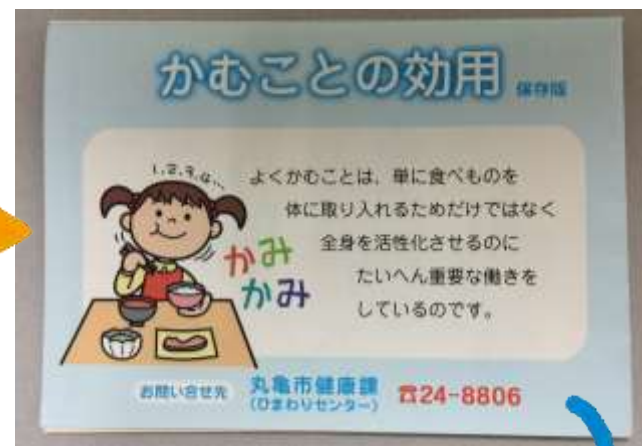 かむことの効用 保存版
1,2,3,4…
よくかむことは、単に食べものを
体に取り入れるためだけではなく
全身を活性化させるのに
たいへん重要な働きを
しているのです。
かみ
かみ
お問い合せ先 丸亀市健康課 ☎24-8806
(ひまわりセンター)